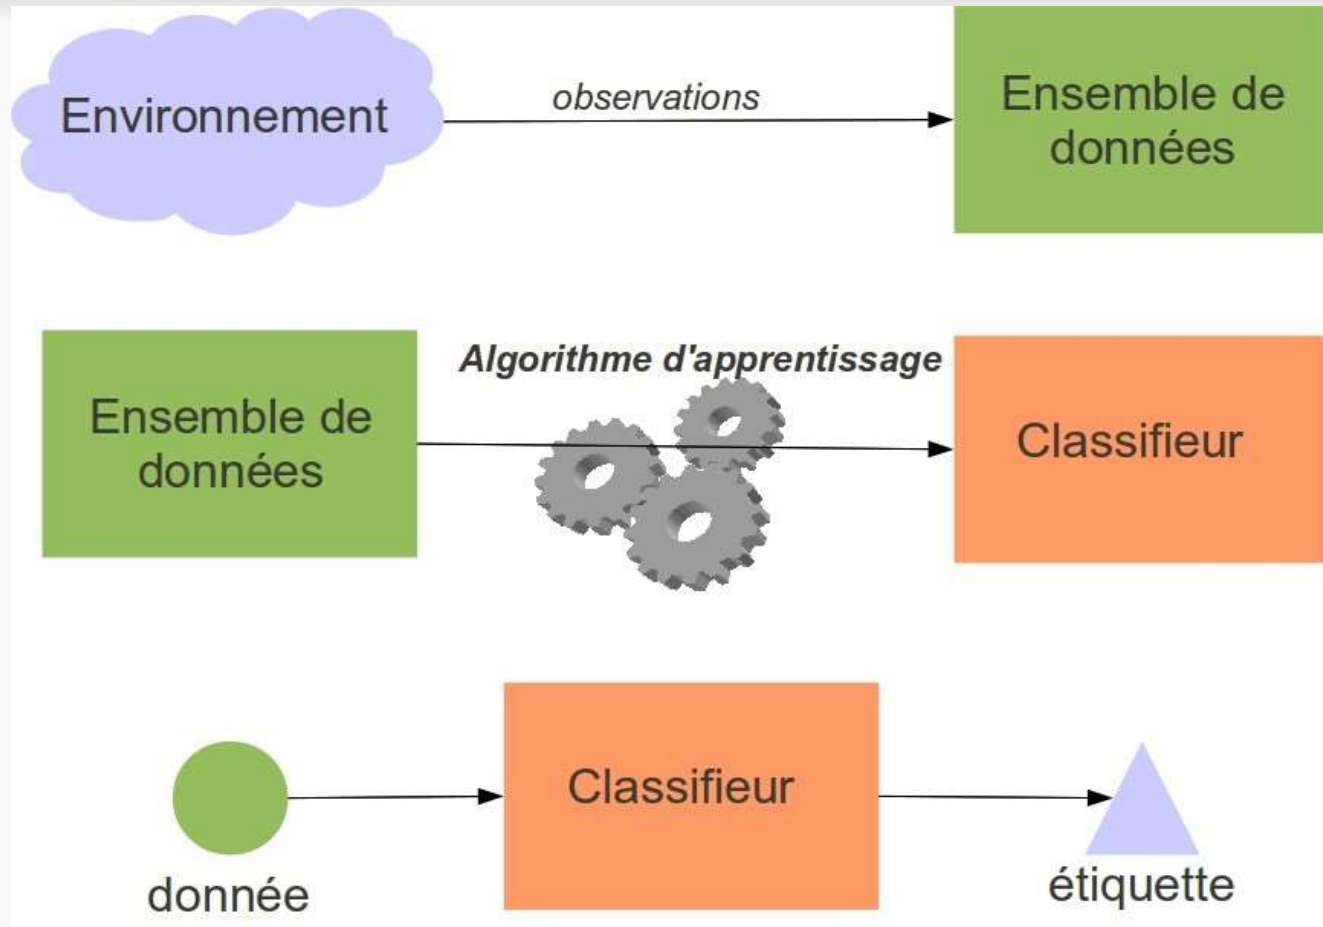 Environnement
observations
Ensemble de
données
Algorithme d'apprentissage
Ensemble de
données
Classifieur
Classifieur
donnée
étiquette